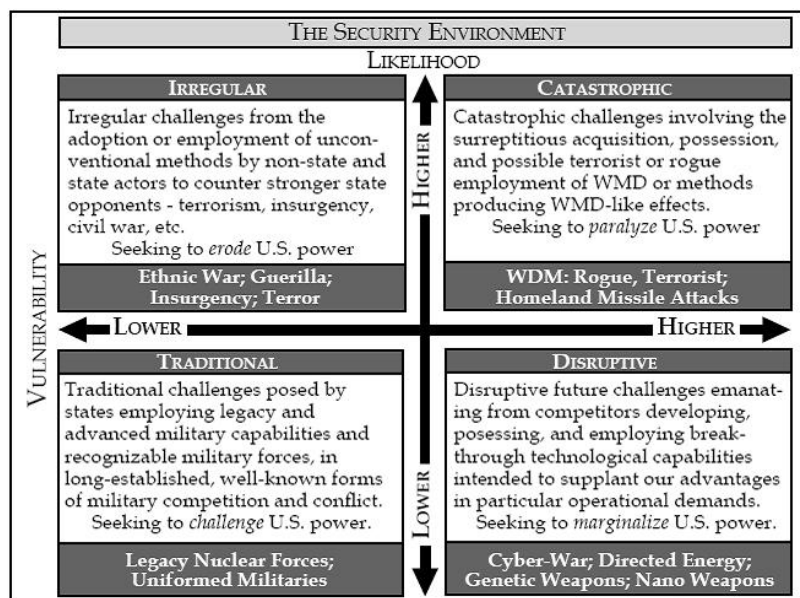 THE SECURITY ENVIRONMENT
LIKELIHOOD
IRREGULAR
Irregular challenges from the
adoption or employment of uncon-
ventional methods by non-state and
state actors to counter stronger state
opponents - terrorism, insurgency,
civil war, etc.
Seeking to erode U.S. power
Ethnic War; Guerilla;
Insurgency; Terror
HIGHER
CATASTROPHIC
Catastrophic challenges involving the
surreptitious acquisition, possession,
and possible terrorist or rogue
employment of WMD or methods
producing WMD-like effects.
Seeking to paralyze U.S. power
WDM: Rogue, Terrorist;
Homeland Missile Attacks
VULNERABILITY
LOWER
HIGHER
TRADITIONAL
Traditional challenges posed by
states employing legacy and
advanced military capabilities and
recognizable military forces, in
long-established, well-known forms
of military competition and conflict.
Seeking to challenge U.S. power.
Legacy Nuclear Forces;
Uniformed Militaries
LOWER
DISRUPTIVE
Disruptive future challenges emanat-
ing from competitors developing,
posessing, and employing break-
through technological capabilities
intended to supplant our advantages
in particular operational demands.
Seeking to marginalize U.S. power.
Cyber-War; Directed Energy;
Genetic Weapons; Nano Weapons